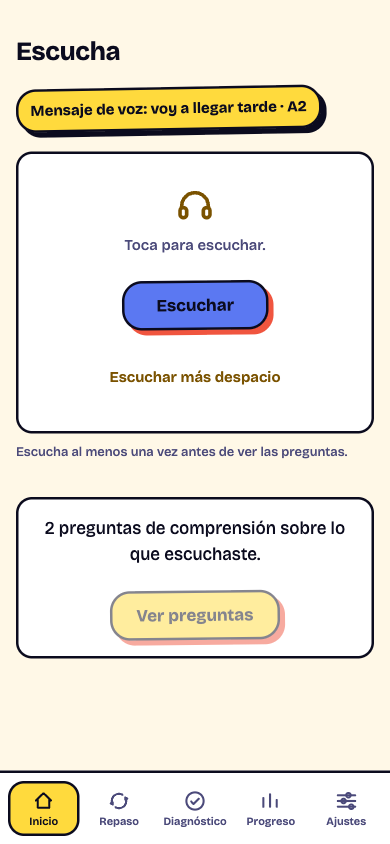 Escucha
Mensaje de voz: voy a llegar tarde · A2
Toca para escuchar.
Escuchar
Escuchar más despacio
Escucha al menos una vez antes de ver las preguntas.
2 preguntas de comprensión sobre lo
que escuchaste.
Ver preguntas
Inicio
Repaso
Diagnóstico
Progreso
Ajustes